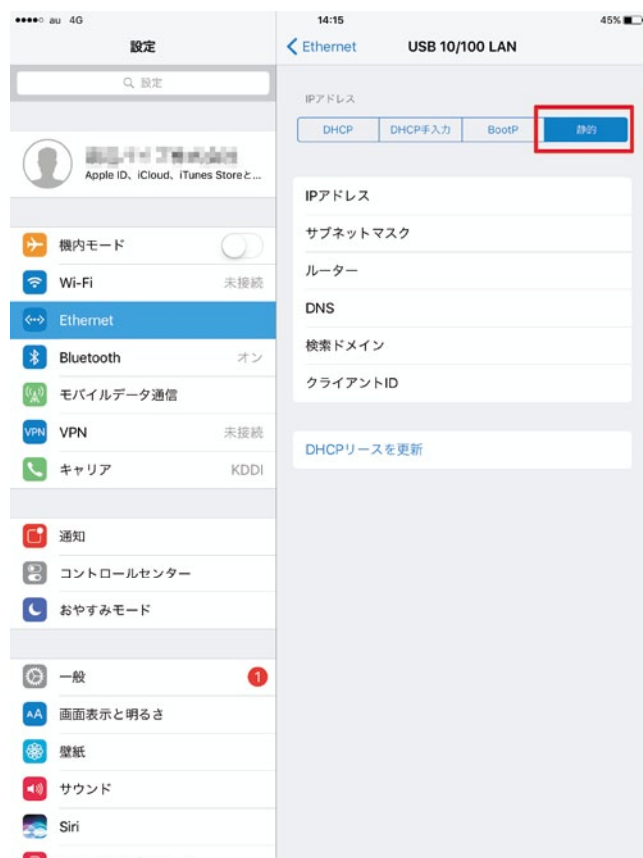 au 4G
14:15
45%
設定
設定
Apple ID、iCloud、iTunes Storeと...
機内モード
Wi-Fi 未接続
Ethernet
Bluetooth オン
モバイルデータ通信
VPN VPN 未接続
キャリア KDDI
通知
コントロールセンター
おやすみモード
一般 1
AA 画面表示と明るさ
壁紙
サウンド
Siri
Ethernet
USB 10/100 LAN
IPアドレス
DHCP DHCP手入力 BootP 静的
IPアドレス
サブネットマスク
ルーター
DNS
検索ドメイン
クライアントID
DHCPリースを更新